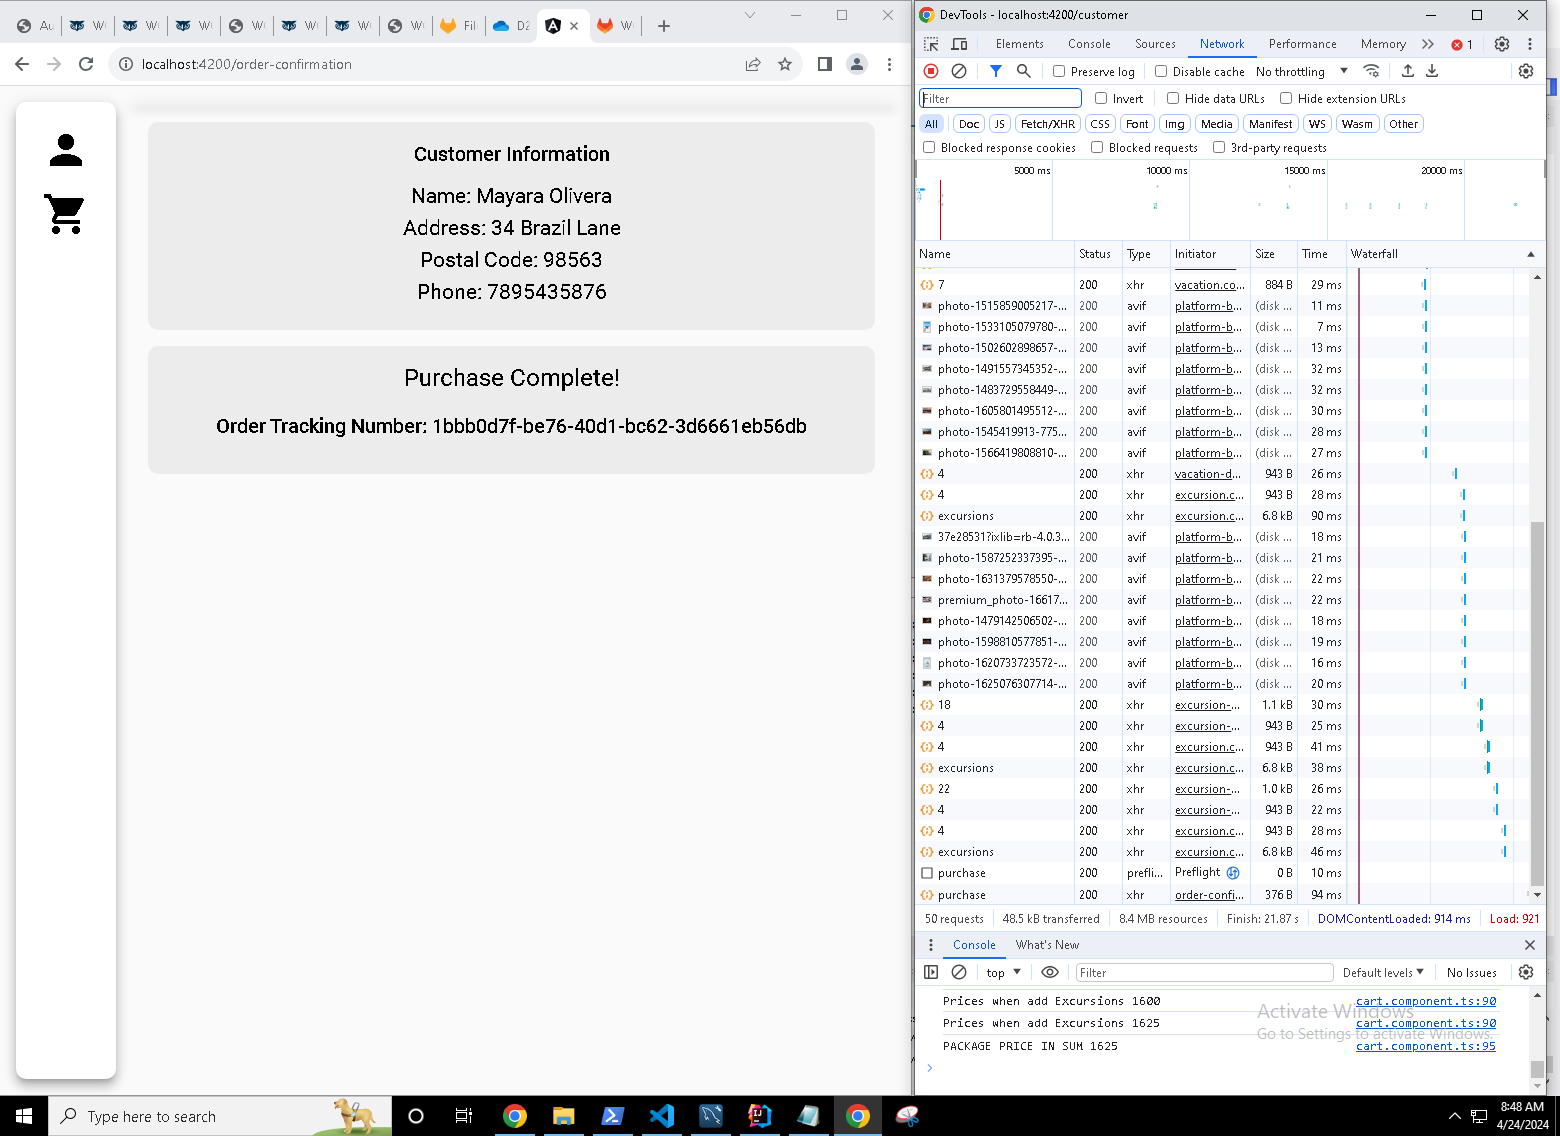 Au
W
W
W
W
W
W
W
Fil
D2
W
localhost:4200/order-confirmation
Customer Information
Name: Mayara Olivera
Address: 34 Brazil Lane
Postal Code: 98563
Phone: 7895435876
Purchase Complete!
Order Tracking Number: 1bbb0d7f-be76-40d1-bc62-3d6661eb56db
DevTools - localhost:4200/customer
Elements Console Sources Network Performance Memory 1
Preserve log Disable cache No throttling
Filter Invert Hide data URLs Hide extension URLs
All Doc JS Fetch/XHR CSS Font Img Media Manifest WS Wasm Other
Blocked response cookies Blocked requests 3rd-party requests
5000 ms 10000 ms 15000 ms 20000 ms
Name Status Type Initiator Size Time Waterfall
7 200 xhr vacation.co... 884 B 29 ms
photo-1515859005217-... 200 avif platform-b... (disk ... 11 ms
photo-1533105079780-... 200 avif platform-b... (disk ... 7 ms
photo-1502602898657-... 200 avif platform-b... (disk ... 13 ms
photo-1491557345352-... 200 avif platform-b... (disk ... 32 ms
photo-1483729558449-... 200 avif platform-b... (disk ... 32 ms
photo-1605801495512-... 200 avif platform-b... (disk ... 30 ms
photo-1545419913-775... 200 avif platform-b... (disk ... 28 ms
photo-1566419808810-... 200 avif platform-b... (disk ... 27 ms
4 200 xhr vacation-d... 943 B 26 ms
4 200 xhr excursion.c... 943 B 28 ms
excursions 200 xhr excursion.c... 6.8 kB 90 ms
37e28531?ixlib=rb-4.0.3... 200 avif platform-b... (disk ... 18 ms
photo-1587252337395-... 200 avif platform-b... (disk ... 21 ms
photo-1631379578550-... 200 avif platform-b... (disk ... 22 ms
premium_photo-16617... 200 avif platform-b... (disk ... 22 ms
photo-1479142506502-... 200 avif platform-b... (disk ... 18 ms
photo-1598810577851-... 200 avif platform-b... (disk ... 19 ms
photo-1620733723572-... 200 avif platform-b... (disk ... 16 ms
photo-1625076307714-... 200 avif platform-b... (disk ... 20 ms
18 200 xhr excursion-... 1.1 kB 30 ms
4 200 xhr excursion-... 943 B 25 ms
4 200 xhr excursion.c... 943 B 41 ms
excursions 200 xhr excursion.c... 6.8 kB 38 ms
22 200 xhr excursion-... 1.0 kB 26 ms
4 200 xhr excursion-... 943 B 22 ms
4 200 xhr excursion.c... 943 B 28 ms
excursions 200 xhr excursion.c... 6.8 kB 46 ms
purchase 200 prefli... Preflight 0 B 10 ms
purchase 200 xhr order-confi... 376 B 94 ms
50 requests 48.5 kB transferred 8.4 MB resources Finish: 21.87 s DOMContentLoaded: 914 ms Load: 921
Console What's New
top Filter Default levels No Issues
Prices when add Excursions 1600 cart.component.ts:90
Prices when add Excursions 1625 cart.component.ts:90
PACKAGE PRICE IN SUM 1625 cart.component.ts:95
Activate Windows
Go to Settings to activate Windows.
Type here to search
8:48 AM
4/24/2024